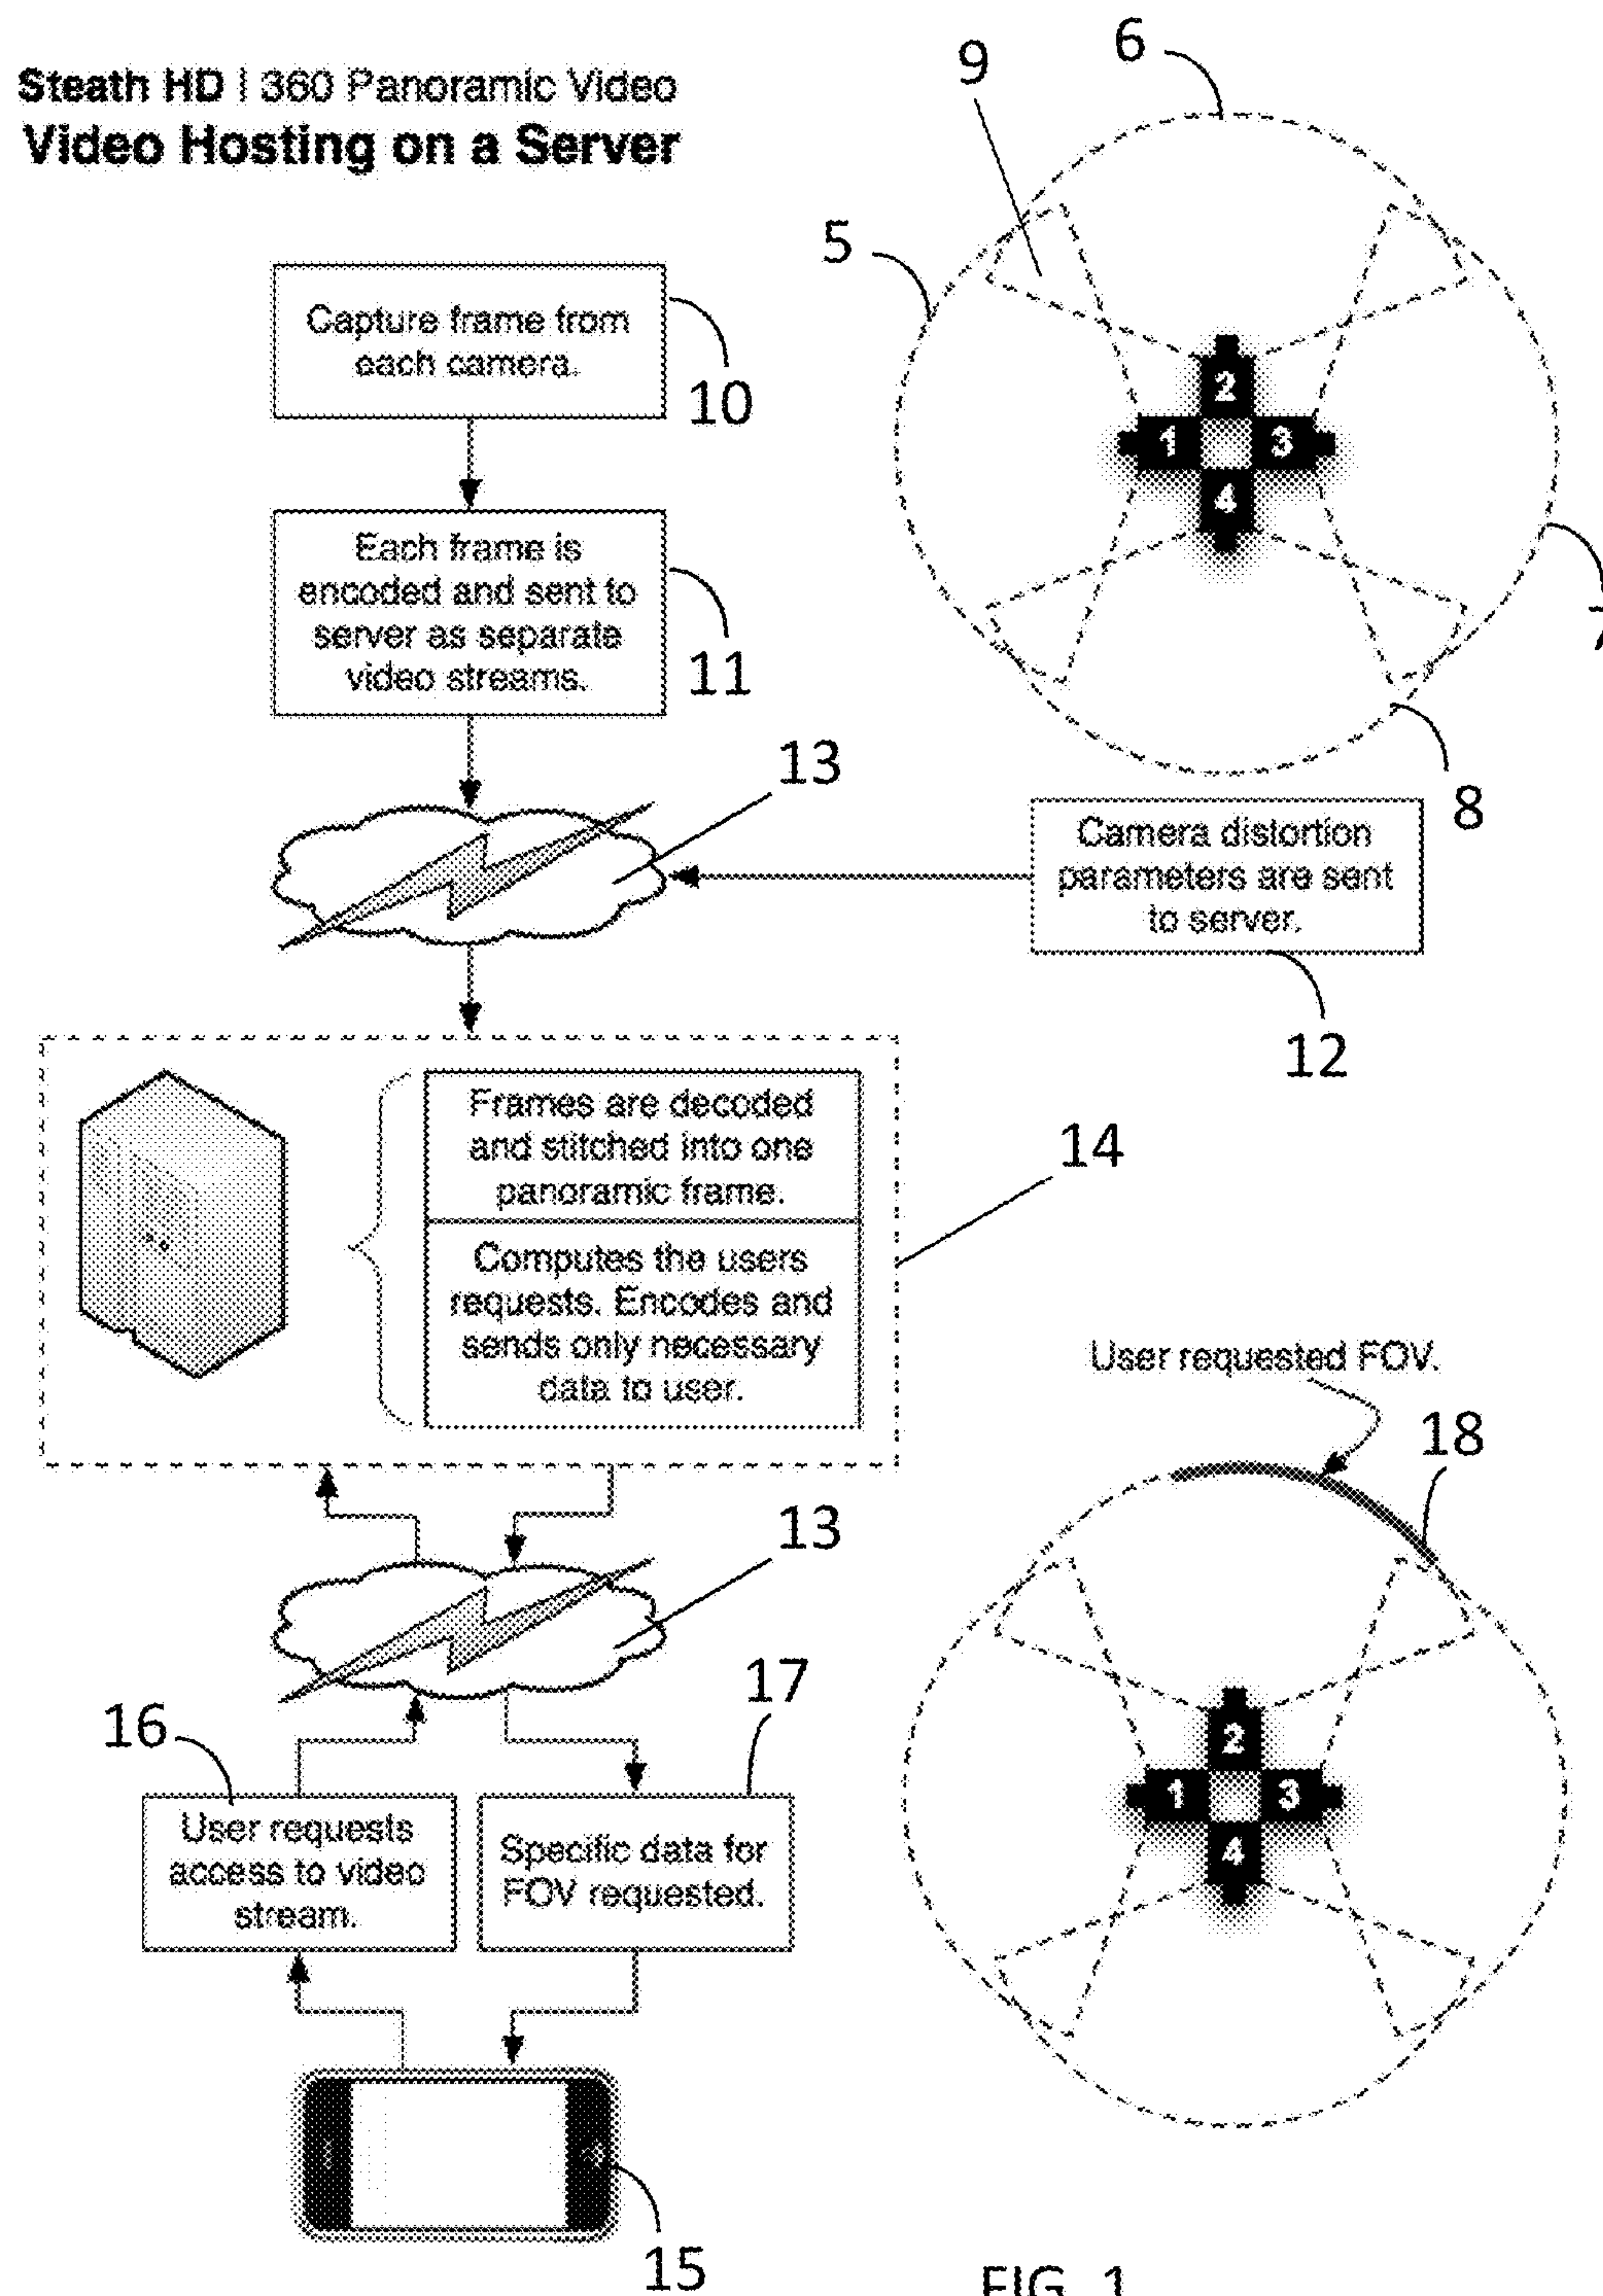 Steath HD | 360 Panoramic Video
Video Hosting on a Server
6
9
5
Capture frame from
each camera.
10
2
1
3
4
Each frame is
encoded and sent to
server as separate
video streams.
11
7
8
13
Camera distortion
parameters are sent
to server.
12
Frames are decoded
and stitched into one
panoramic frame.
Computes the users
requests. Encodes and
sends only necessary
data to user.
14
User requested FOV.
18
13
16
17
User requests
access to video
stream.
Specific data for
FOV requested.
2
1
3
4
15
FIG. 1